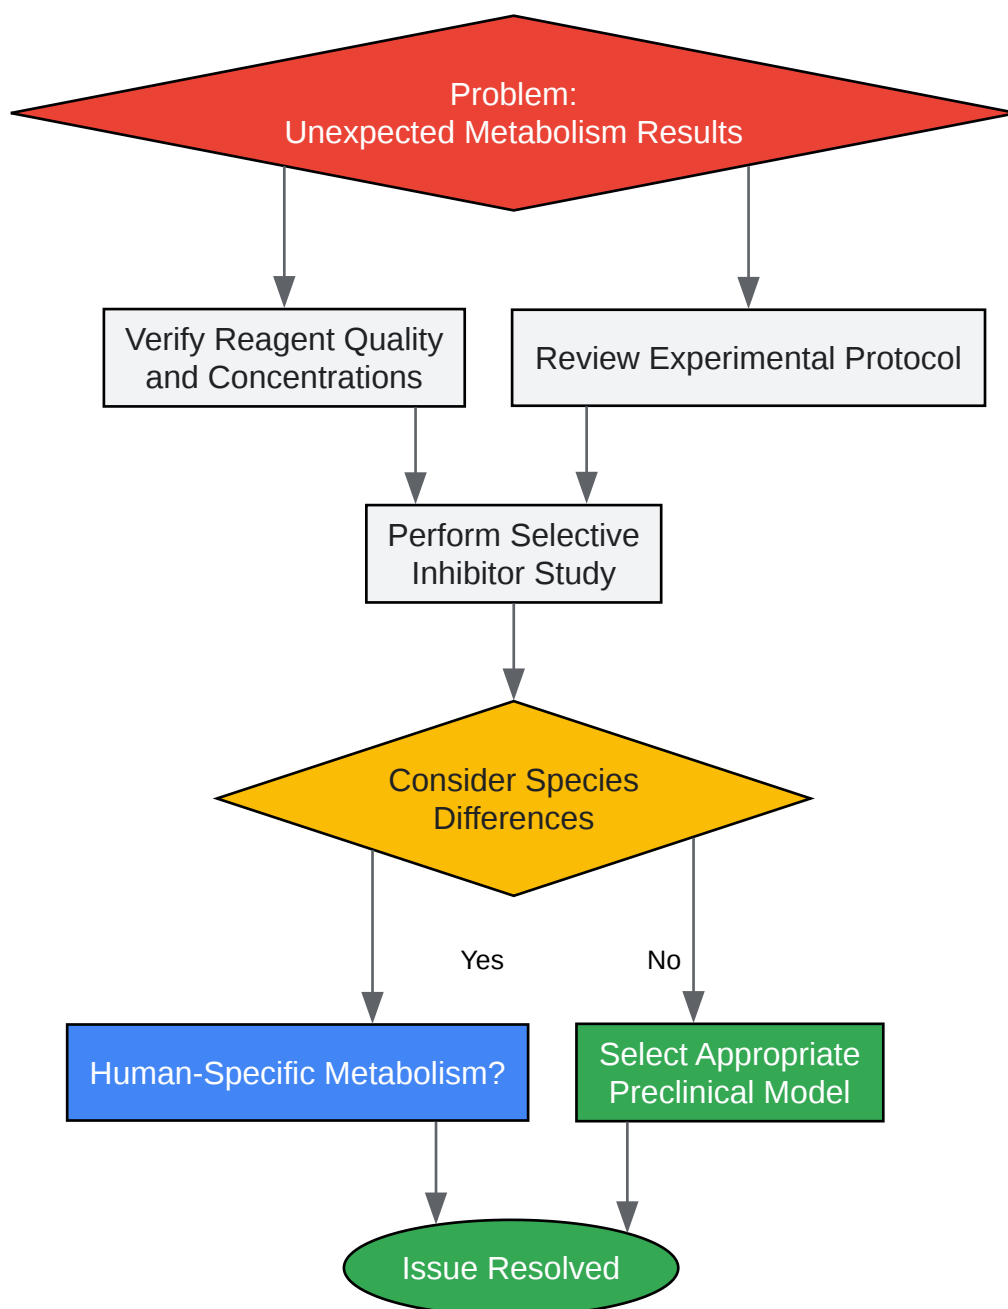 Problem:
Unexpected Metabolism Results
Verify Reagent Quality
and Concentrations
Review Experimental Protocol
Perform Selective
Inhibitor Study
Consider Species
Differences
Yes
No
Human-Specific Metabolism?
Select Appropriate
Preclinical Model
Issue Resolved